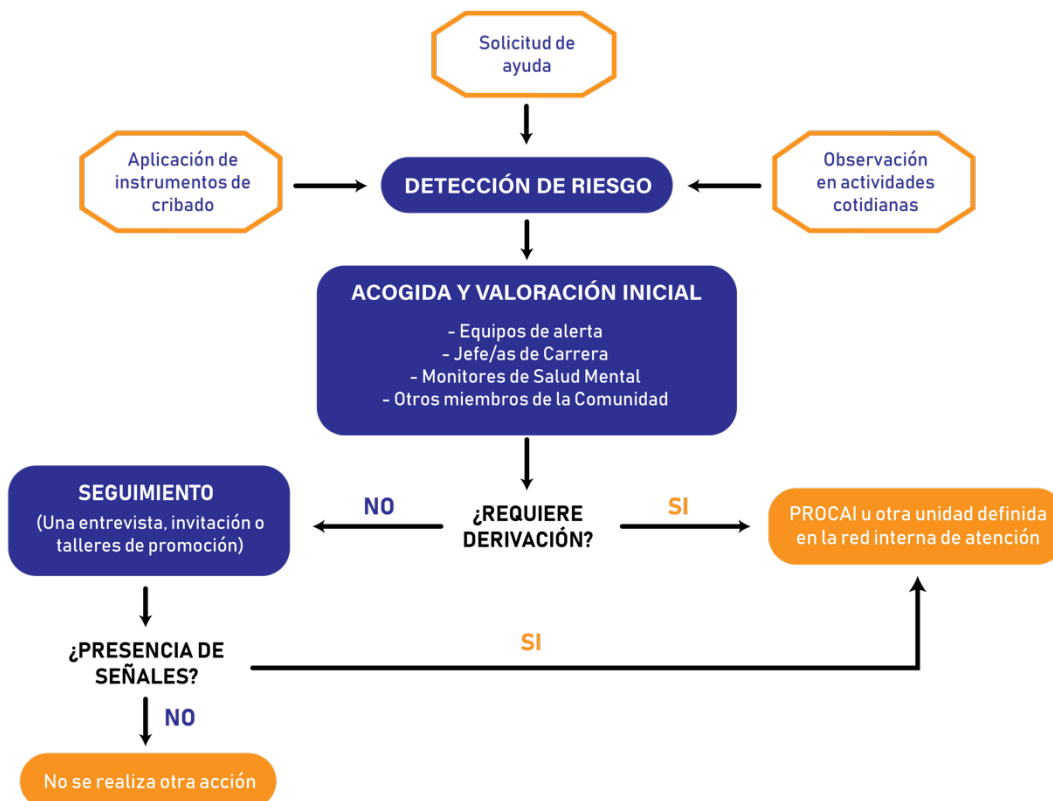 Solicitud de
ayuda
Aplicación de
instrumentos de
cribado
DETECCIÓN DE RIESGO
Observación
en actividades
cotidianas
ACOGIDA Y VALORACIÓN INICIAL
- Equipos de alerta
- Jefe/as de Carrera
- Monitores de Salud Mental
- Otros miembros de la Comunidad
SEGUIMIENTO
(Una entrevista, invitación o
talleres de promoción)
NO
¿REQUIERE
DERIVACIÓN?
SI
PROCAI u otra unidad definida
en la red interna de atención
¿PRESENCIA DE
SEÑALES?
SI
NO
No se realiza otra acción